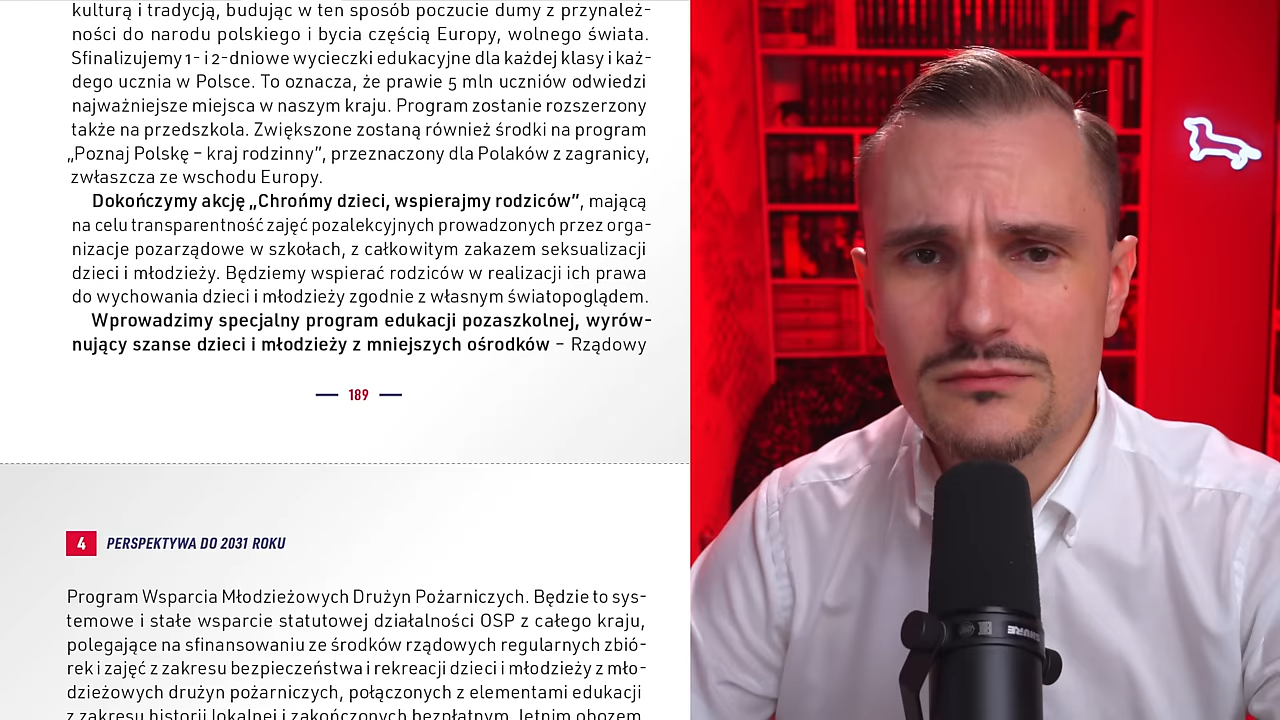 kulturą i tradycją, budując w ten sposób poczucie dumy z przynależ-
ności do narodu polskiego i bycia częścią Europy, wolnego świata.
Sfinalizujemy 1- i 2-dniowe wycieczki edukacyjne dla każdej klasy i każ-
dego ucznia w Polsce. To oznacza, że prawie 5 mln uczniów odwiedzi
najważniejsze miejsca w naszym kraju. Program zostanie rozszerzony
także na przedszkola. Zwiększone zostaną również środki na program
„Poznaj Polskę – kraj rodzinny”, przeznaczony dla Polaków z zagranicy,
zwłaszcza ze wschodu Europy.
Dokończymy akcję „Chrońmy dzieci, wspierajmy rodziców”, mającą
na celu transparentność zajęć pozalekcyjnych prowadzonych przez orga-
nizacje pozarządowe w szkołach, z całkowitym zakazem seksualizacji
dzieci i młodzieży. Będziemy wspierać rodziców w realizacji ich prawa
do wychowania dzieci i młodzieży zgodnie z własnym światopoglądem.
Wprowadzimy specjalny program edukacji pozaszkolnej, wyrów-
nujący szanse dzieci i młodzieży z mniejszych ośrodków – Rządowy
189
4 PERSPEKTYWA DO 2031 ROKU
Program Wsparcia Młodzieżowych Drużyn Pożarniczych. Będzie to sys-
temowe i stałe wsparcie statutowej działalności OSP z całego kraju,
polegające na sfinansowaniu ze środków rządowych regularnych zbió-
rek i zajęć z zakresu bezpieczeństwa i rekreacji dzieci i młodzieży z mło-
dzieżowych drużyn pożarniczych, połączonych z elementami edukacji
z zakresu historii lokalnej i zakończonych bezpłatnym, letnim obozem
SHURE